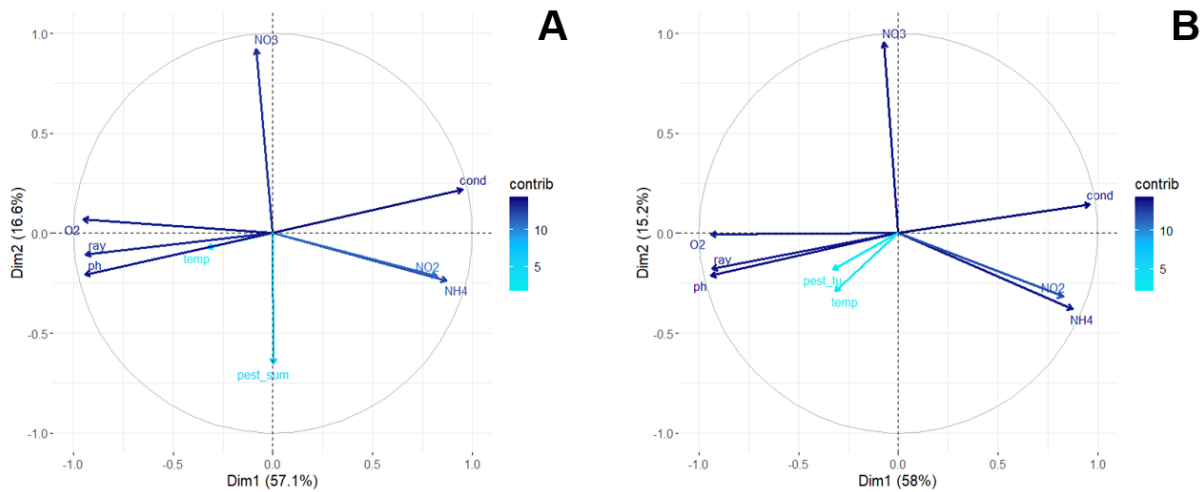 A
1.0
0.5
0.0
-0.5
-1.0
Dim2 (16.6%)
NO3
cond
O2
ray
ph
temp
NO2
NH4
pest_sum
-1.0
-0.5
0.0
0.5
1.0
Dim1 (57.1%)
contrib
10
5
B
1.0
0.5
0.0
-0.5
-1.0
Dim2 (15.2%)
NO3
cond
O2
ray
ph
pest_tu
temp
NO2
NH4
-1.0
-0.5
0.0
0.5
1.0
Dim1 (58%)
contrib
10
5